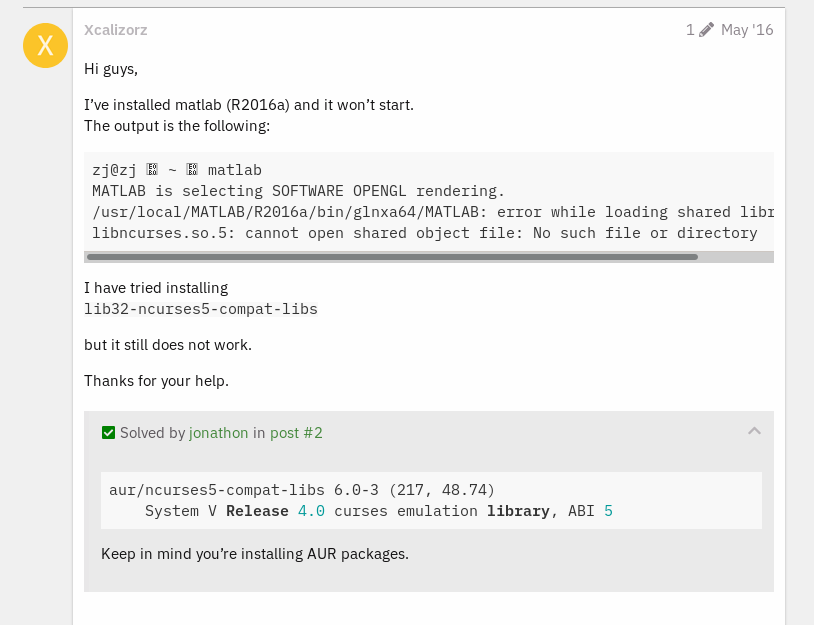 X
Xcalizorz
1 May '16
Hi guys,
I’ve installed matlab (R2016a) and it won’t start.
The output is the following:
zj@zj ~ matlab
MATLAB is selecting SOFTWARE OPENGL rendering.
/usr/local/MATLAB/R2016a/bin/glnxa64/MATLAB: error while loading shared libr
libncurses.so.5: cannot open shared object file: No such file or directory
I have tried installing
lib32-ncurses5-compat-libs
but it still does not work.
Thanks for your help.
Solved by jonathon in post #2
aur/ncurses5-compat-libs 6.0-3 (217, 48.74)
System V Release 4.0 curses emulation library, ABI 5
Keep in mind you’re installing AUR packages.